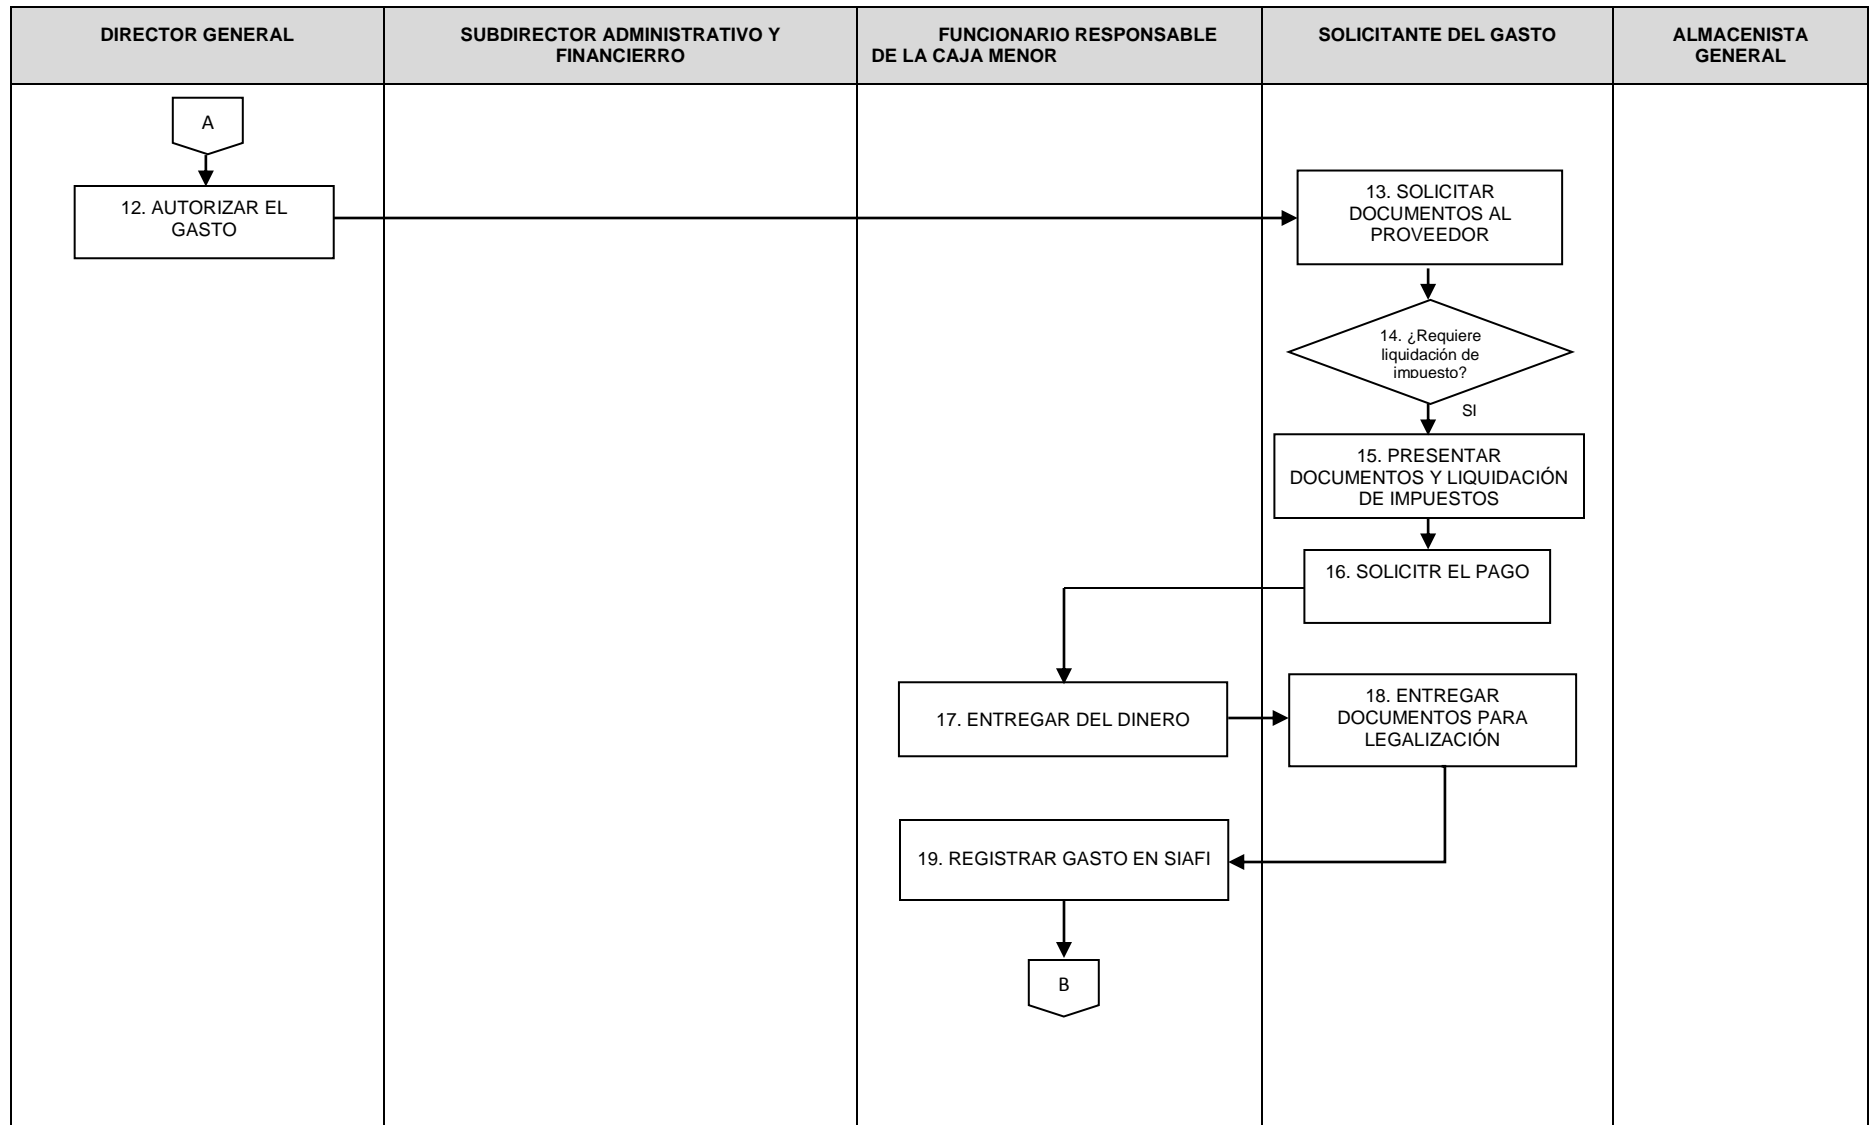 DIRECTOR GENERAL
SUBDIRECTOR ADMINISTRATIVO Y
FINANCIERRO
FUNCIONARIO RESPONSABLE
DE LA CAJA MENOR
SOLICITANTE DEL GASTO
ALMACENISTA
GENERAL
A
12. AUTORIZAR EL
GASTO
13. SOLICITAR
DOCUMENTOS AL
PROVEEDOR
14. ¿Requiere
liquidación de
impuesto?
SI
15. PRESENTAR
DOCUMENTOS Y LIQUIDACIÓN
DE IMPUESTOS
16. SOLICITR EL PAGO
17. ENTREGAR DEL DINERO
18. ENTREGAR
DOCUMENTOS PARA
LEGALIZACIÓN
19. REGISTRAR GASTO EN SIAFI
B